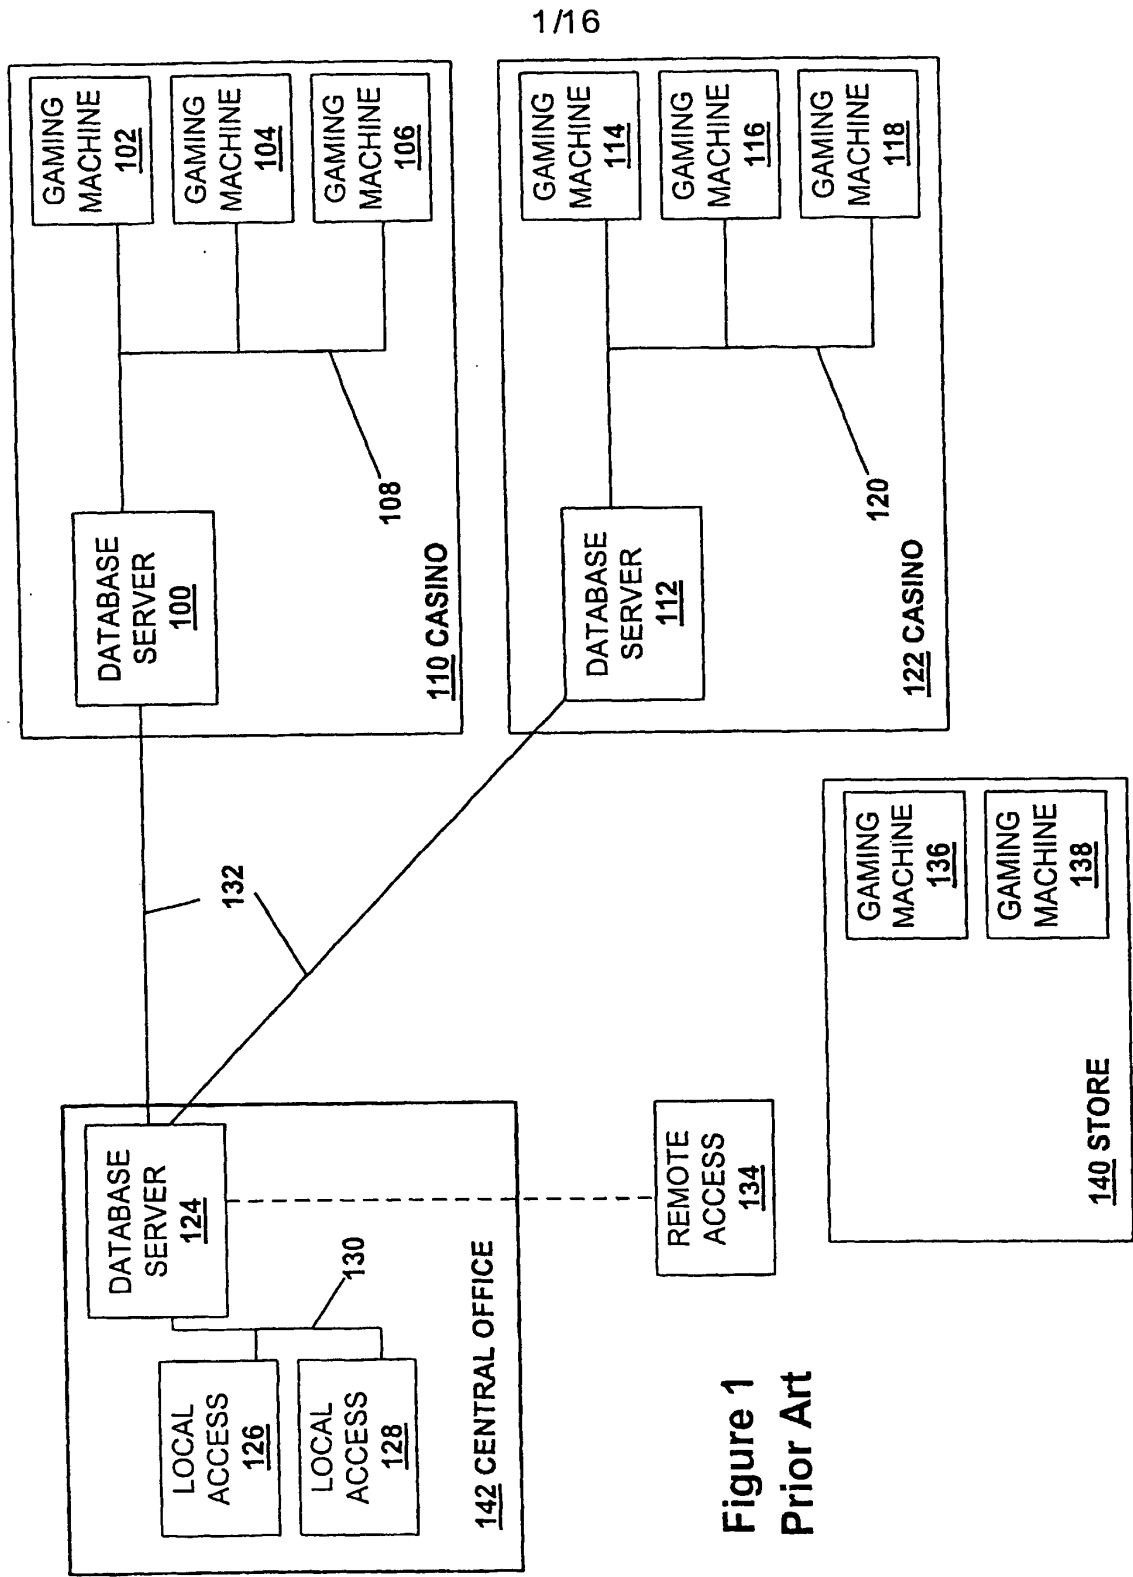 1/16
GAMING
MACHINE
102
GAMING
MACHINE
104
GAMING
MACHINE
106
108
DATABASE
SERVER
100
110 CASINO
GAMING
MACHINE
114
GAMING
MACHINE
116
GAMING
MACHINE
118
120
DATABASE
SERVER
112
122 CASINO
132
GAMING
MACHINE
136
GAMING
MACHINE
138
140 STORE
DATABASE
SERVER
124
130
LOCAL
ACCESS
126
LOCAL
ACCESS
128
142 CENTRAL OFFICE
REMOTE
ACCESS
134
Figure 1
Prior Art